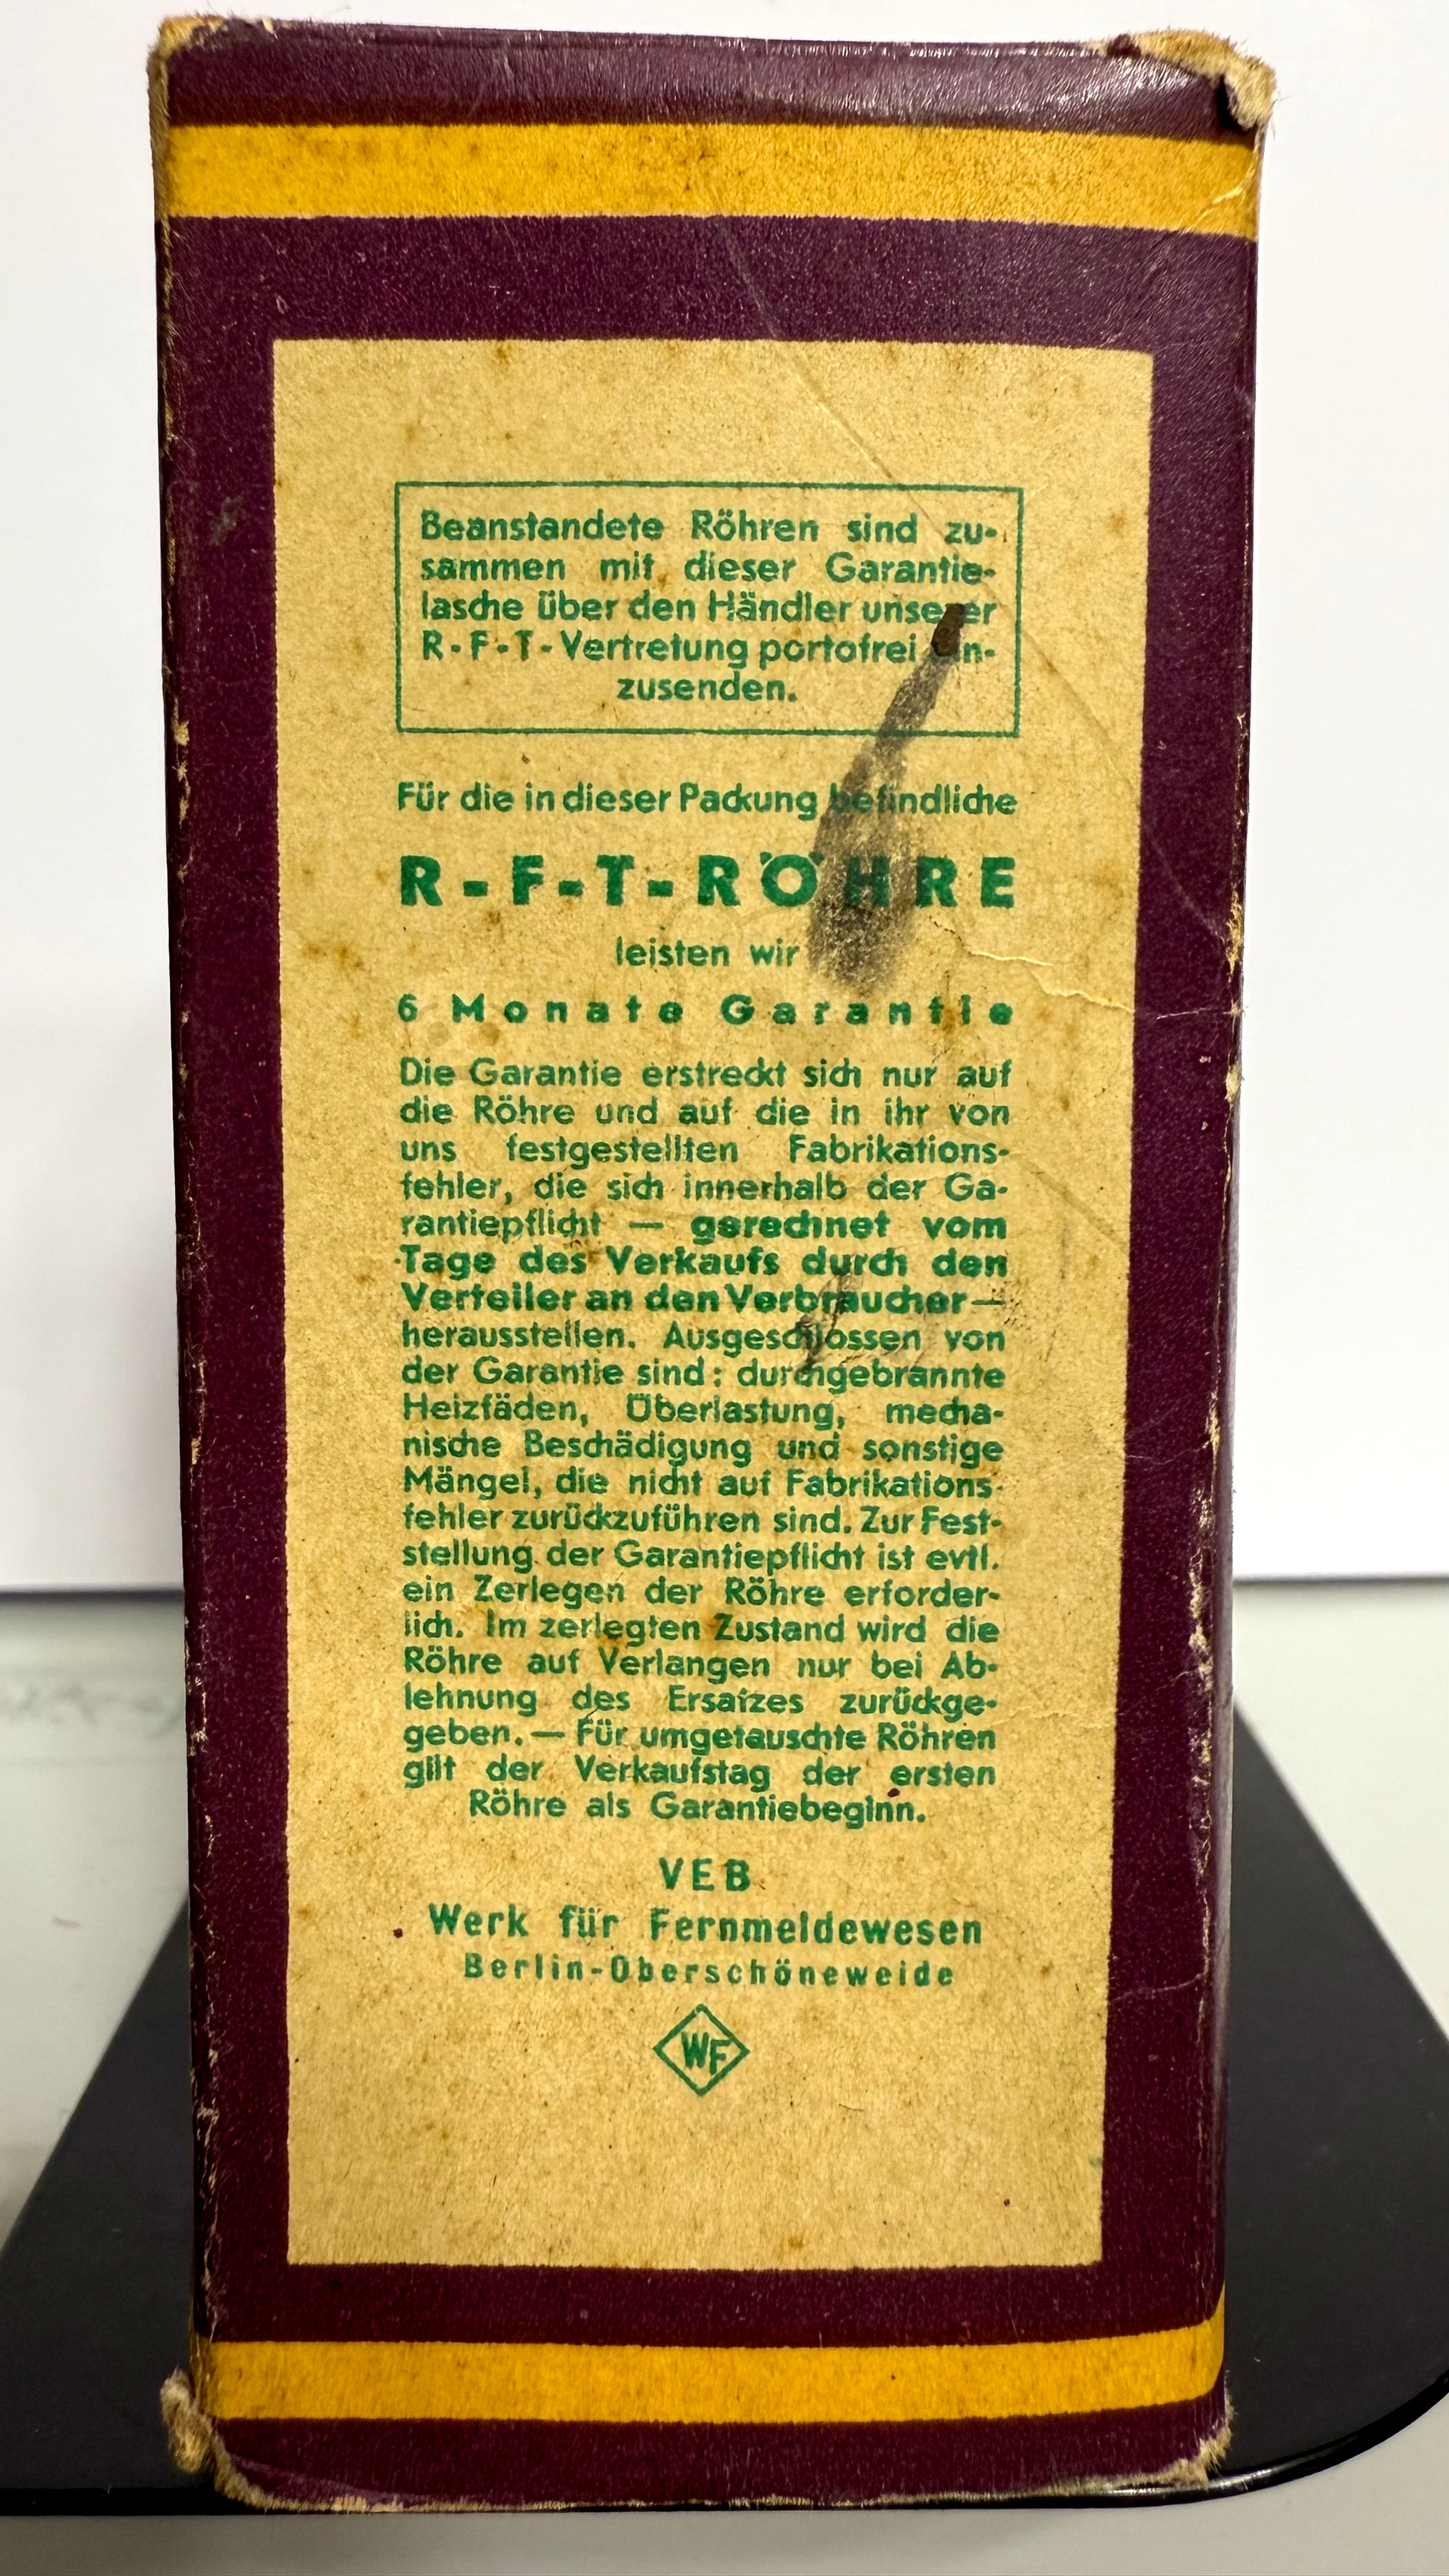 Beanstandete Röhren sind zu-
sammen mit dieser Garantie-
lasche über den Händler unserer
R-F-T-Vertretung portofrei ein-
zusenden.
Für die in dieser Packung befindliche
R-F-T-RÖHRE
leisten wir
6 Monate Garantie
Die Garantie erstreckt sich nur auf
die Röhre und auf die in ihr von
uns festgestellten Fabrikations-
fehler, die sich innerhalb der Ga-
rantiepflicht — gerechnet vom
Tage des Verkaufs durch den
Verteiler an den Verbraucher —
herausstellen. Ausgeschlossen von
der Garantie sind: durchgebrannte
Heizfäden, Überlastung, mecha-
nische Beschädigung und sonstige
Mängel, die nicht auf Fabrikations-
fehler zurückzuführen sind. Zur Fest-
stellung der Garantiepflicht ist evtl.
ein Zerlegen der Röhre erforder-
lich. Im zerlegten Zustand wird die
Röhre auf Verlangen nur bei Ab-
lehnung des Ersatzes zurückge-
geben. — Für umgetauschte Röhren
gilt der Verkaufstag der ersten
Röhre als Garantiebeginn.
VEB
Werk für Fernmeldewesen
Berlin-Oberschöneweide
WF